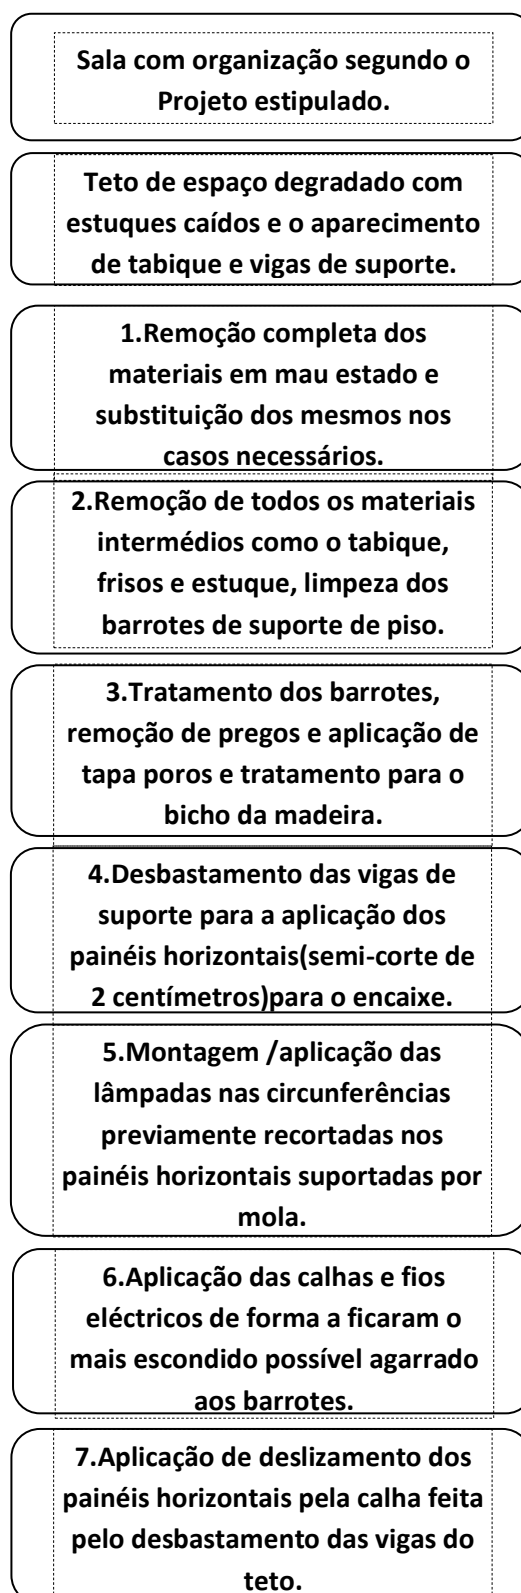 Sala com organização segundo o
Projeto estipulado.
Teto de espaço degradado com
estuques caídos e o aparecimento
de tabique e vigas de suporte.
1.Remoção completa dos
materiais em mau estado e
substituição dos mesmos nos
casos necessários.
2.Remoção de todos os materiais
intermédios como o tabique,
frisos e estuque, limpeza dos
barrotes de suporte de piso.
3.Tratamento dos barrotes,
remoção de pregos e aplicação de
tapa poros e tratamento para o
bicho da madeira.
4.Desbastamento das vigas de
suporte para a aplicação dos
painéis horizontais(semi-corte de
2 centímetros)para o encaixe.
5.Montagem /aplicação das
lâmpadas nas circunferências
previamente recortadas nos
painéis horizontais suportadas por
mola.
6.Aplicação das calhas e fios
eléctricos de forma a ficaram o
mais escondido possível agarrado
aos barrotes.
7.Aplicação de deslizamento dos
painéis horizontais pela calha feita
pelo desbastamento das vigas do
teto.